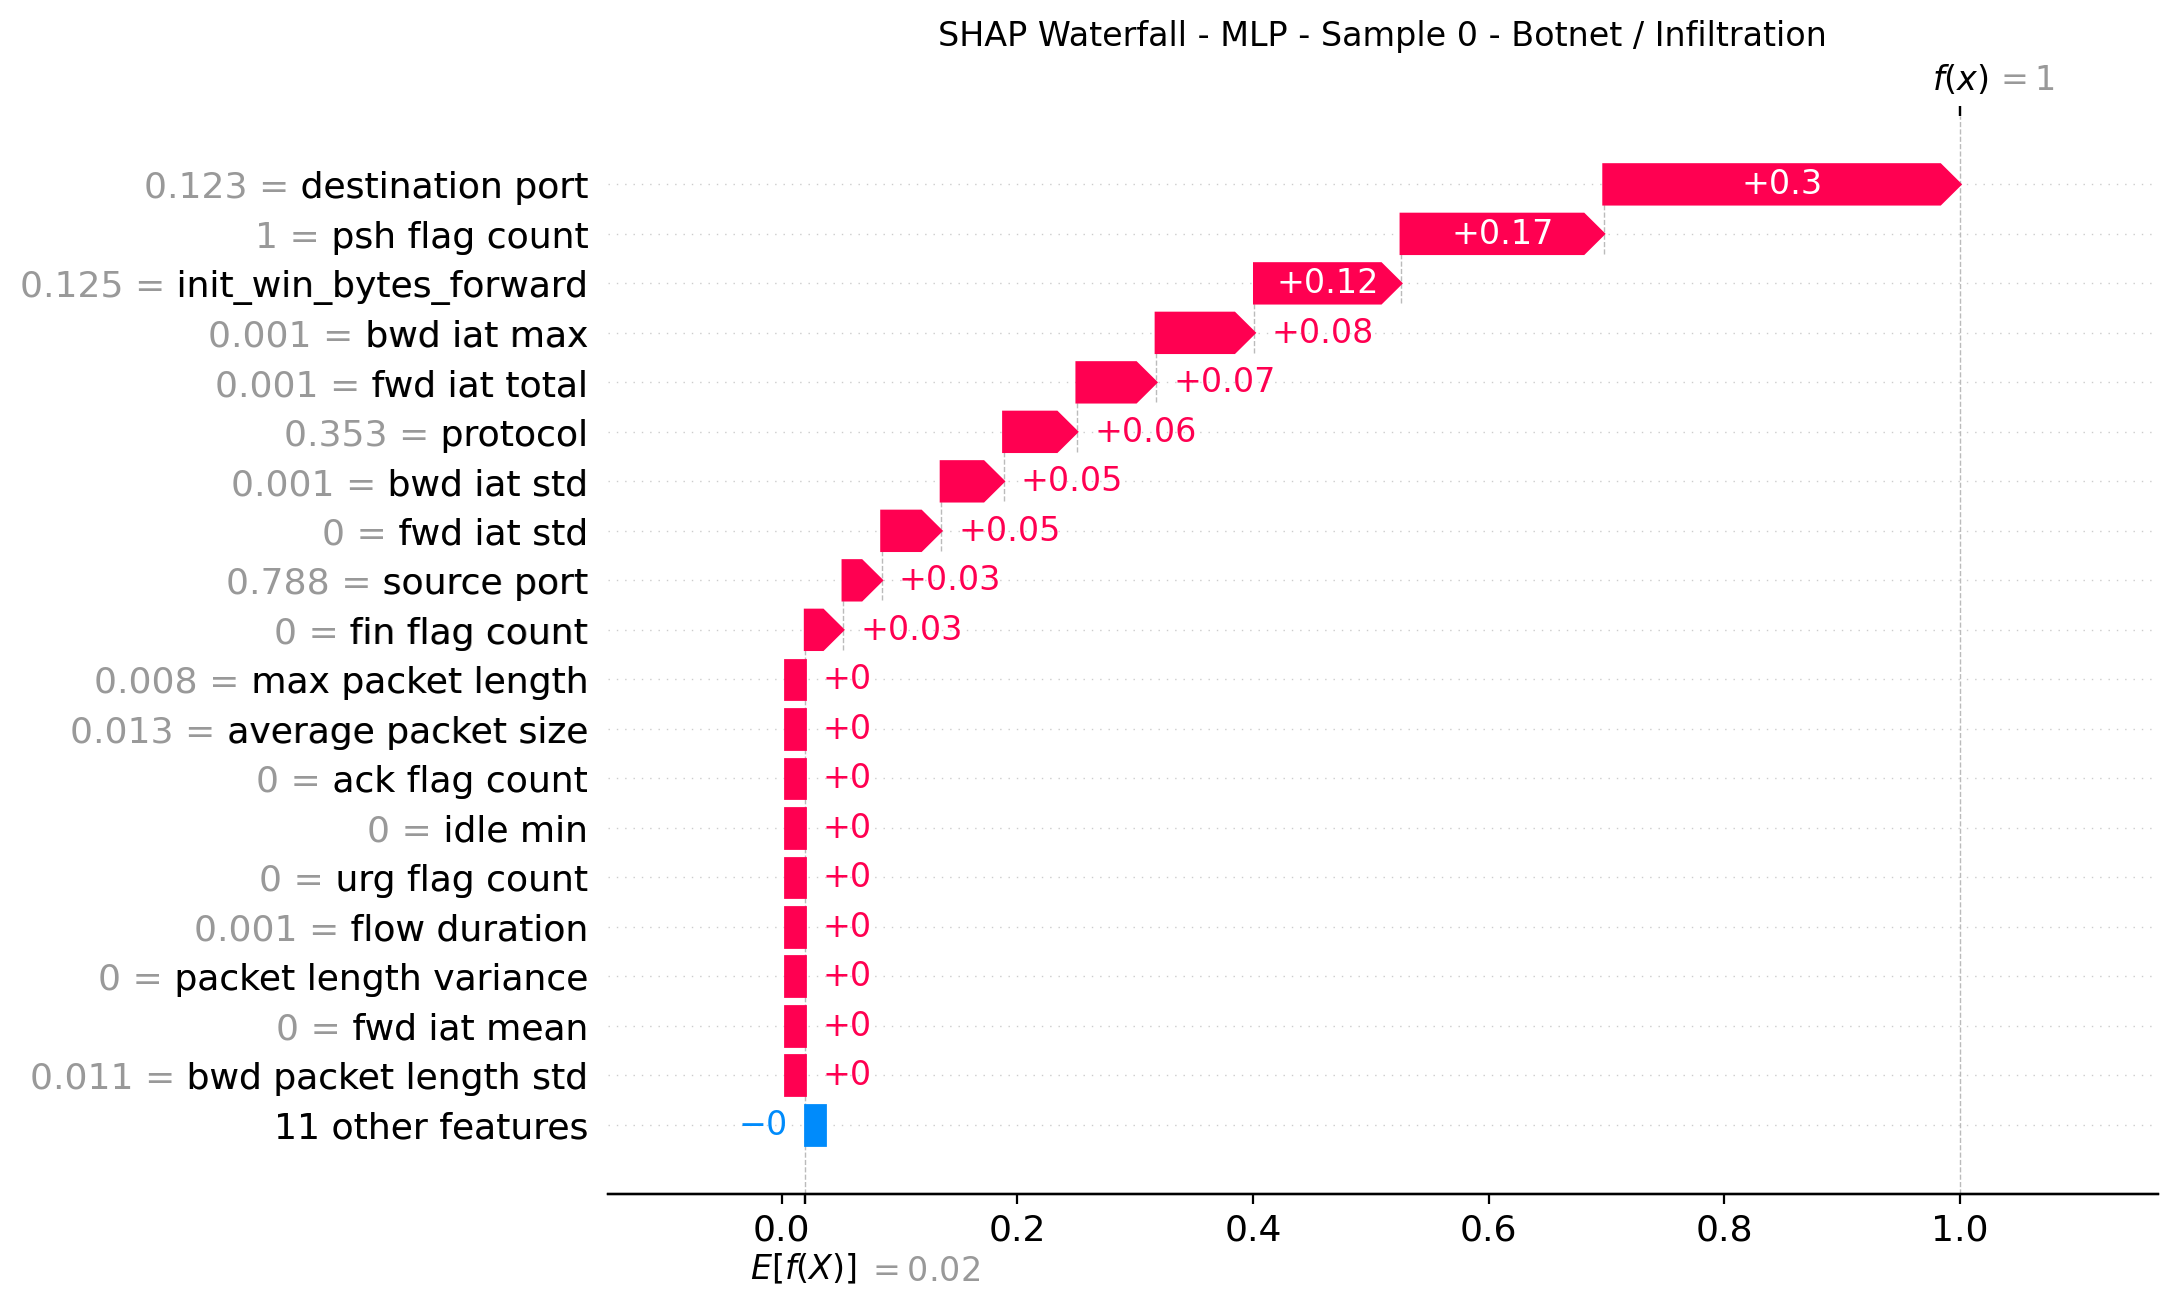 SHAP Waterfall - MLP - Sample 0 - Botnet / Infiltration
f(x) = 1
0.123 = destination port +0.3
1 = psh flag count +0.17
0.125 = init_win_bytes_forward +0.12
0.001 = bwd iat max +0.08
0.001 = fwd iat total +0.07
0.353 = protocol +0.06
0.001 = bwd iat std +0.05
0 = fwd iat std +0.05
0.788 = source port +0.03
0 = fin flag count +0.03
0.008 = max packet length +0
0.013 = average packet size +0
0 = ack flag count +0
0 = idle min +0
0 = urg flag count +0
0.001 = flow duration +0
0 = packet length variance +0
0 = fwd iat mean +0
0.011 = bwd packet length std +0
11 other features −0
0.0 0.2 0.4 0.6 0.8 1.0
E[f(X)] = 0.02